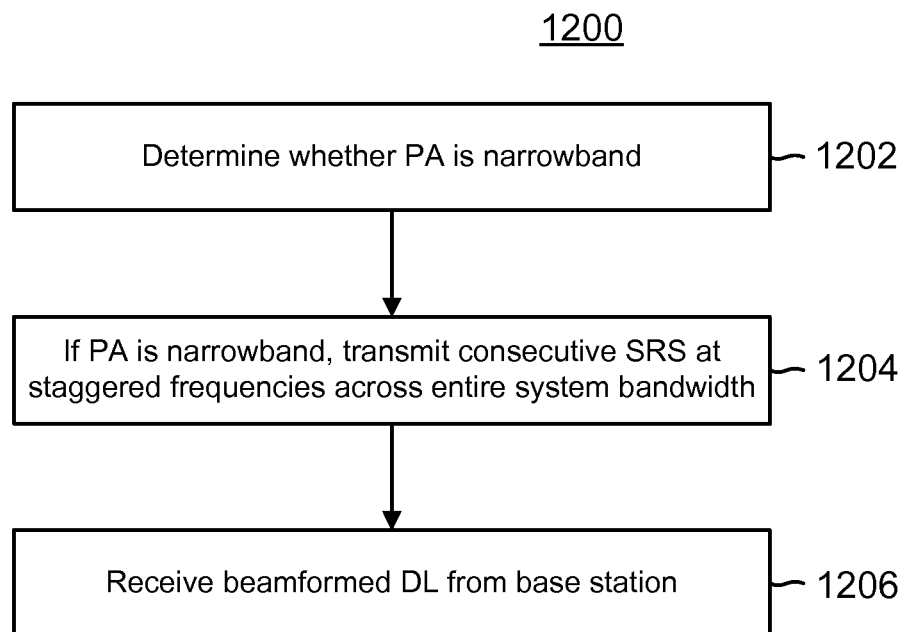 1200
Determine whether PA is narrowband
1202
If PA is narrowband, transmit consecutive SRS at
staggered frequencies across entire system bandwidth
1204
Receive beamformed DL from base station
1206